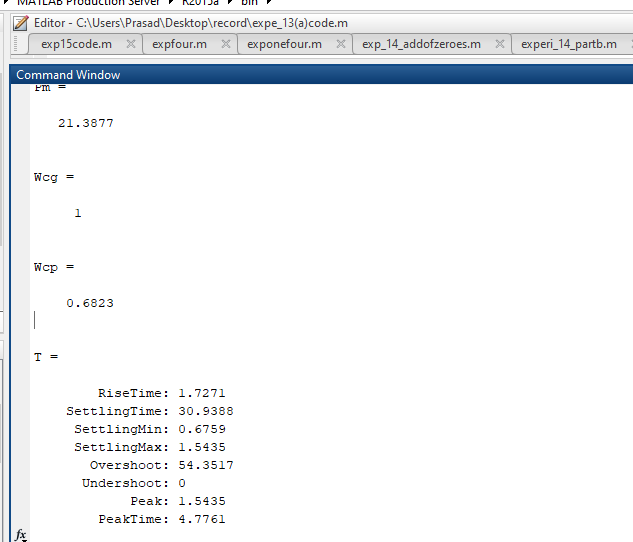 MATLAB Production Server R2015a bin
Editor - C:\Users\Prasad\Desktop\record\expe_13(a)code.m
exp15code.m expfour.m exponefour.m exp_14_addofzeroes.m experi_14_partb.m
Command Window
Pm =
21.3877
Wcg =
1
Wcp =
0.6823
T =
RiseTime: 1.7271
SettlingTime: 30.9388
SettlingMin: 0.6759
SettlingMax: 1.5435
Overshoot: 54.3517
Undershoot: 0
Peak: 1.5435
PeakTime: 4.7761
fx